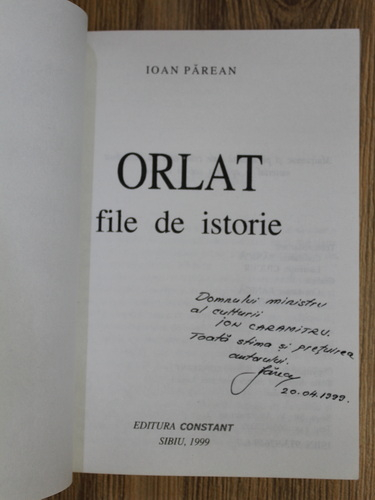 IOAN PĂREAN
ORLAT
file de istorie
Domnului ministru
al culturii
ION CARAMITRU.
Toată stima și prețuirea
autorului.
20.04.1999.
EDITURA CONSTANT
SIBIU, 1999